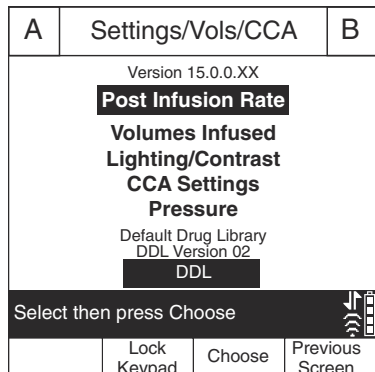 A Settings/Vols/CCA B
Version 15.0.0.XX
Post Infusion Rate
Volumes Infused
Lighting/Contrast
CCA Settings
Pressure
Default Drug Library
DDL Version 02
DDL
Select then press Choose
Lock Keypad
Choose
Previous Screen